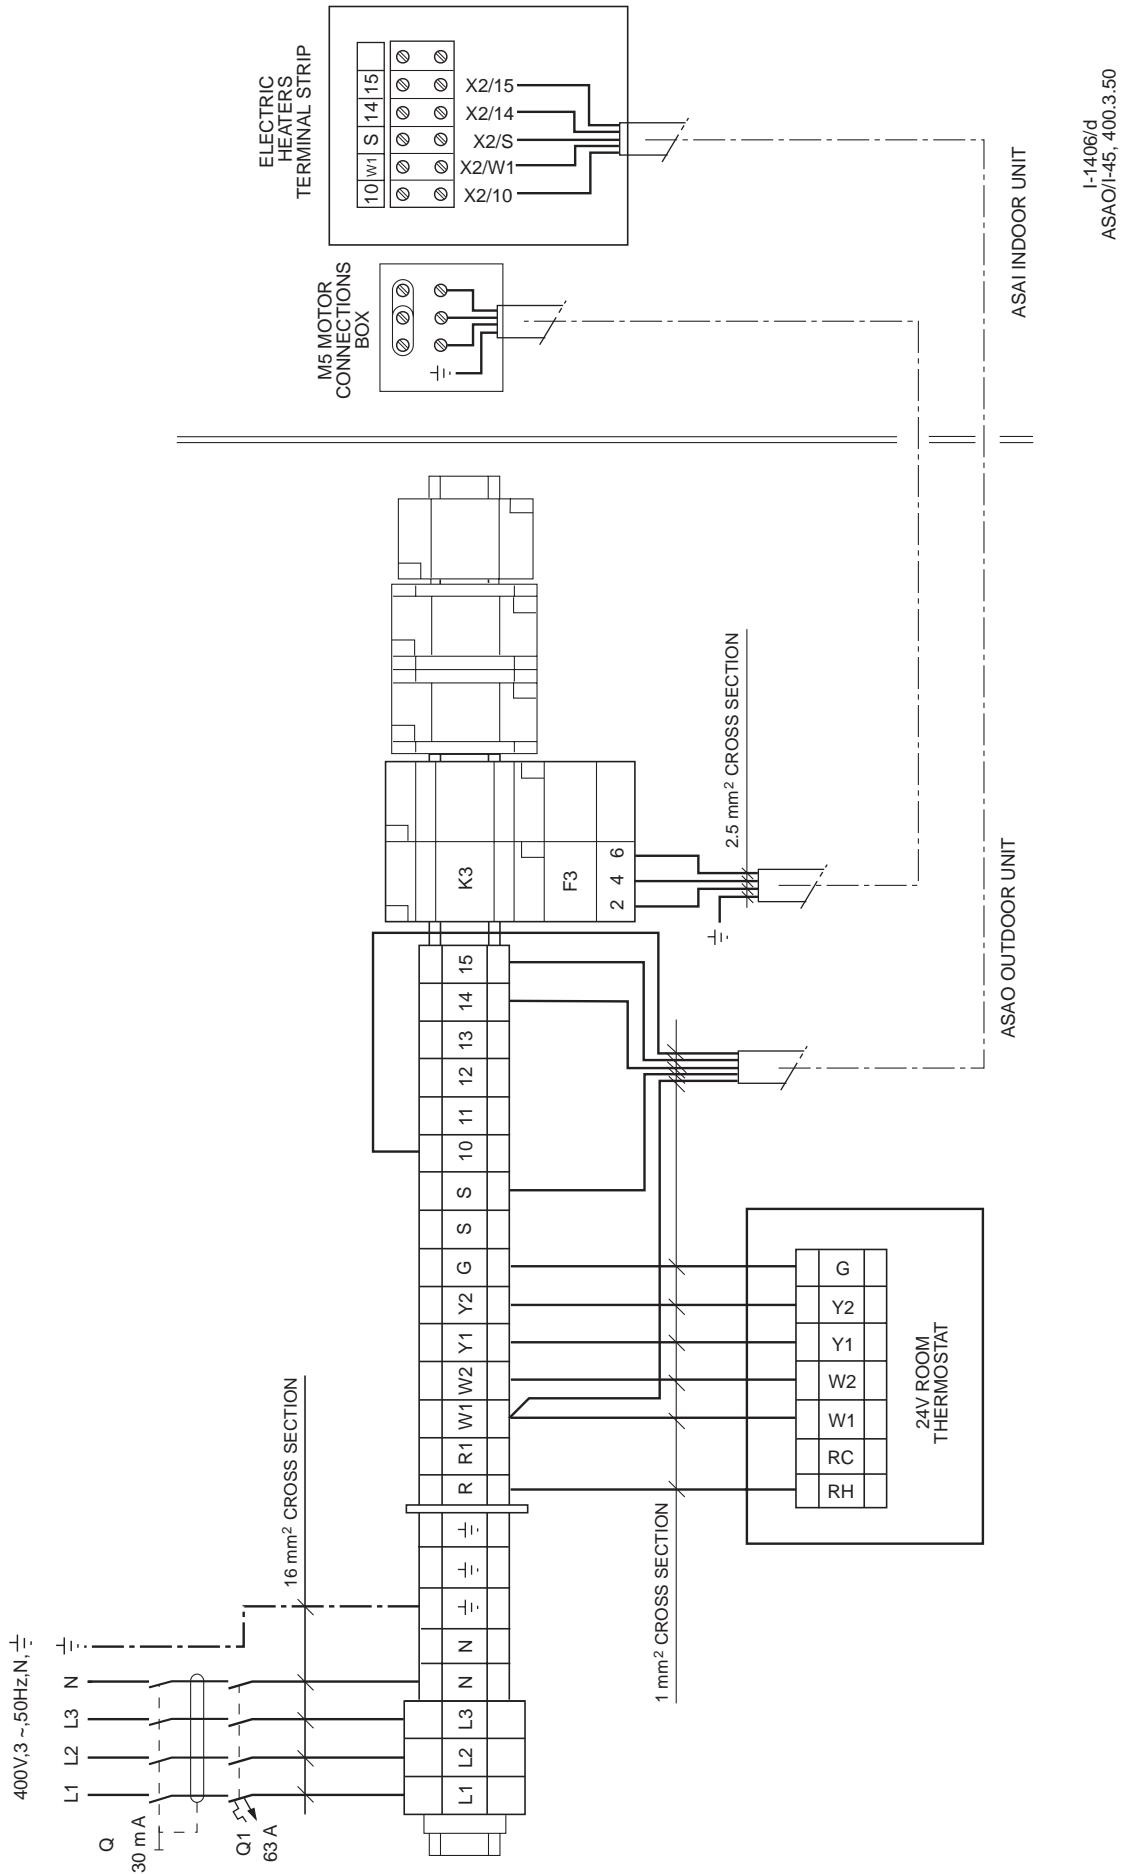 ELECTRIC
HEATERS
TERMINAL STRIP
10 W1 S 14 15
X2/15
X2/14
X2/S
X2/W1
X2/10
M5 MOTOR
CONNECTIONS
BOX
ASAI INDOOR UNIT
I-1406/d
ASAO/I-45, 400.3.50
ASAO OUTDOOR UNIT
2.5 mm² CROSS SECTION
K3
F3
2 4 6
L1 L2 L3 N N R R1 W1 W2 Y1 Y2 G S S 10 11 12 13 14 15
16 mm² CROSS SECTION
1 mm² CROSS SECTION
G
Y2
Y1
W2
W1
RC
RH
24V ROOM
THERMOSTAT
400V,3 ~,50Hz,N,
L1 L2 L3 N
Q
30 m A
Q1
63 A